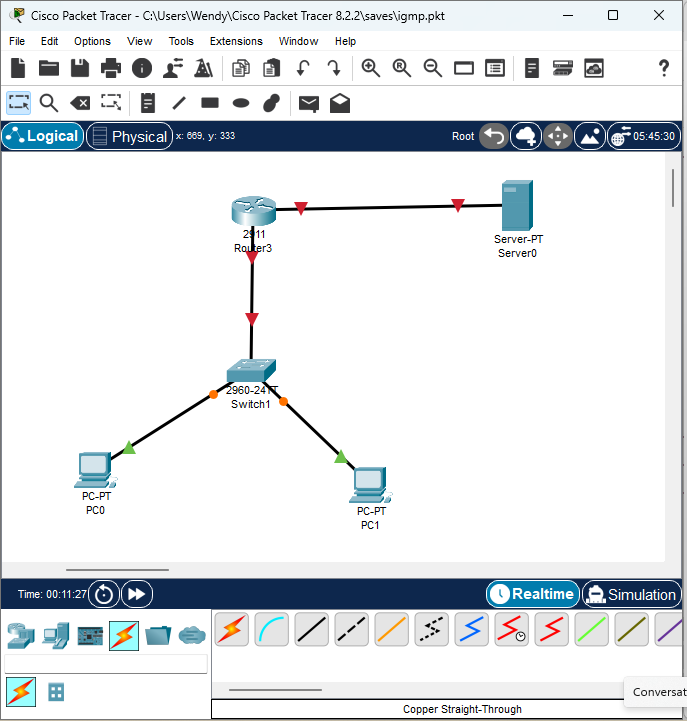 Cisco Packet Tracer - C:\Users\Wendy\Cisco Packet Tracer 8.2.2\saves\igmp.pkt
File Edit Options View Tools Extensions Window Help
Logical Physical x: 669, y: 333 Root 05:45:30
2911
Router3
Server-PT
Server0
2960-24TT
Switch1
PC-PT
PC0
PC-PT
PC1
Time: 00:11:27 Realtime Simulation
Conversat
Copper Straight-Through